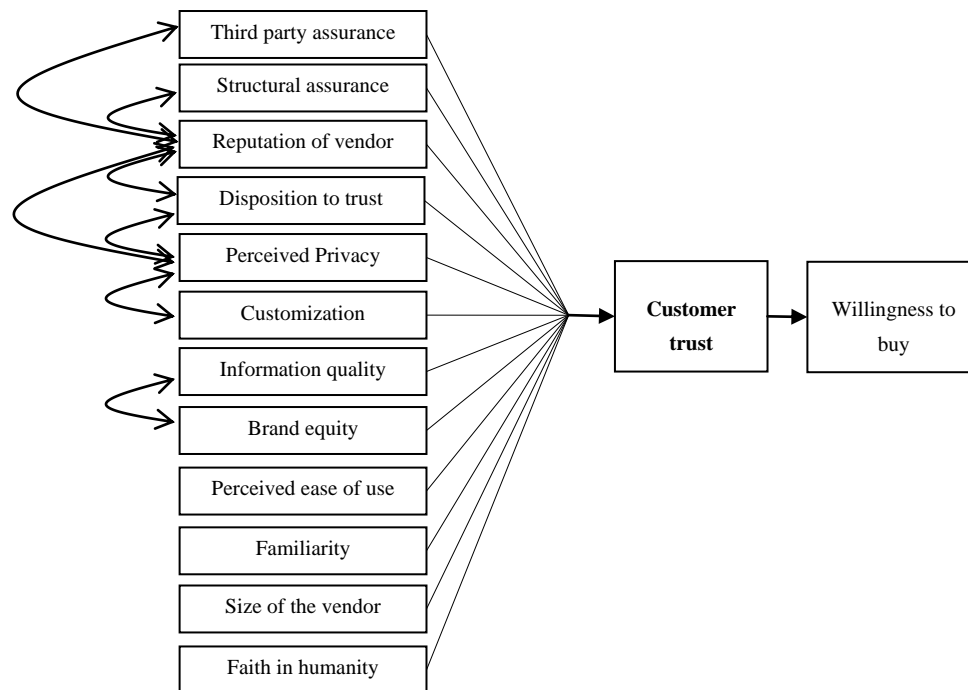 Third party assurance
Structural assurance
Reputation of vendor
Disposition to trust
Perceived Privacy
Customization
Information quality
Brand equity
Perceived ease of use
Familiarity
Size of the vendor
Faith in humanity
Customer
trust
Willingness to
buy